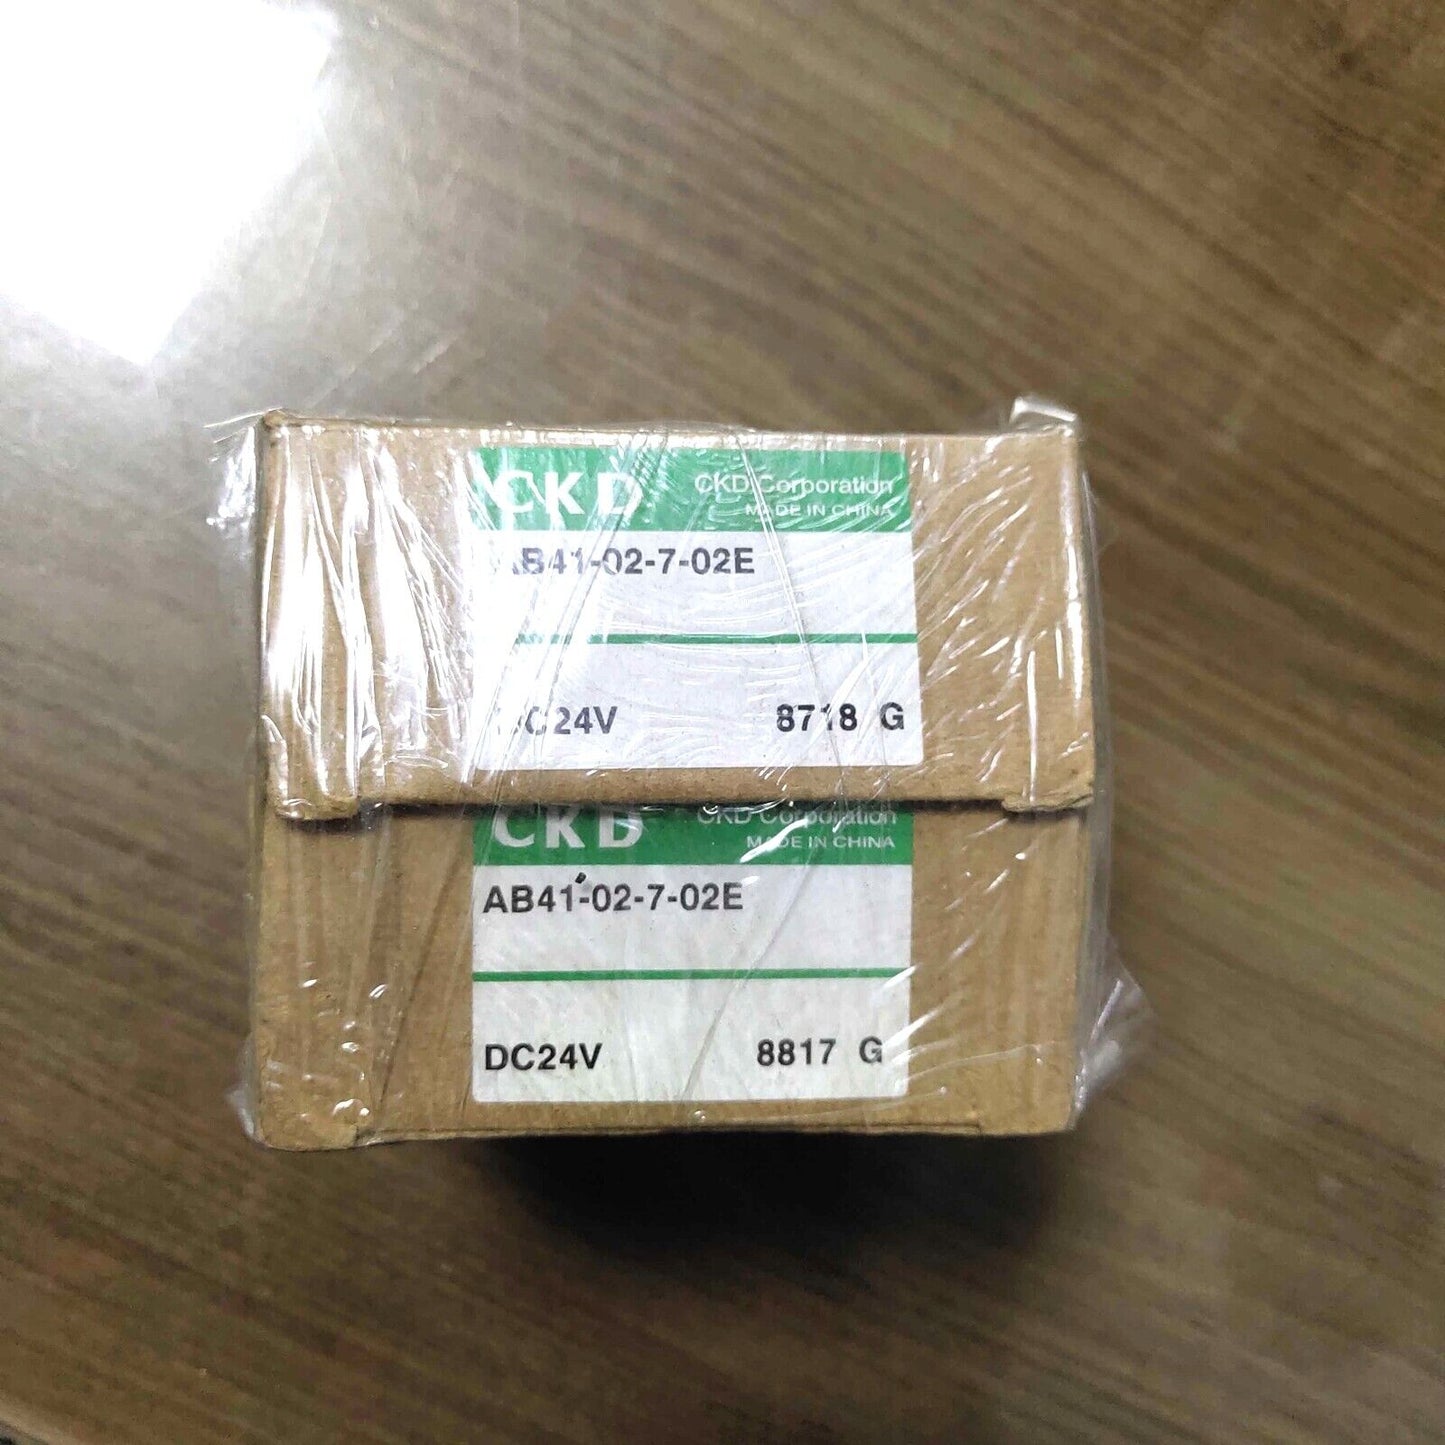 CKD CKD Corporation
MADE IN CHINA
AB41-02-7-02E
DC24V 8718 G
CKD CKD Corporation
MADE IN CHINA
AB41-02-7-02E
DC24V 8817 G